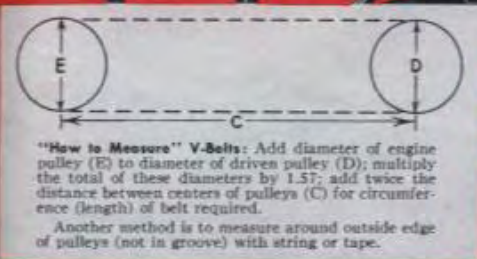 E
D
C
"How to Measure" V-Belts: Add diameter of engine
pulley (E) to diameter of driven pulley (D); multiply
the total of these diameters by 1.57; add twice the
distance between centers of pulleys (C) for circumfer-
ence (length) of belt required.
Another method is to measure around outside edge
of pulleys (not in groove) with string or tape.